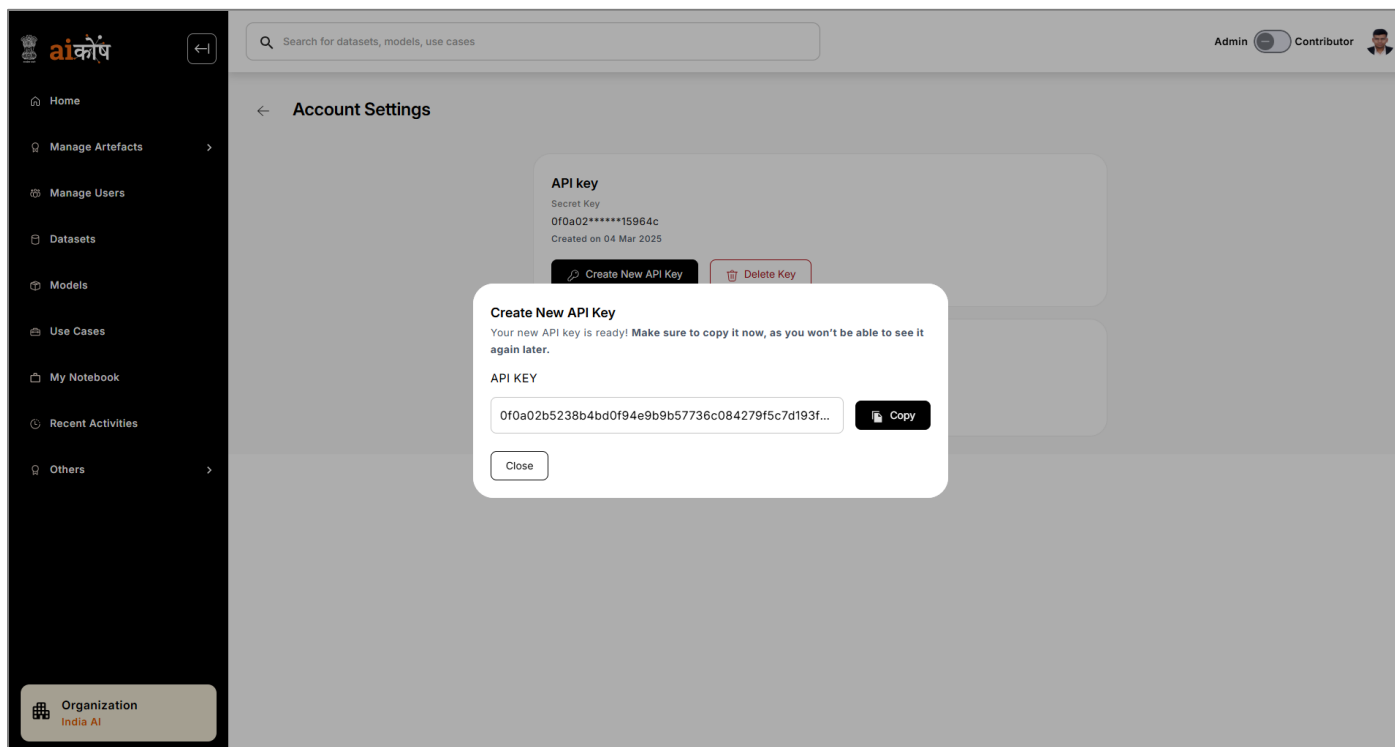 aiकोष
Search for datasets, models, use cases
Admin
Contributor
Home
Manage Artefacts
Manage Users
Datasets
Models
Use Cases
My Notebook
Recent Activities
Others
Organization
India AI
Account Settings
API key
Secret Key
0f0a02******15964c
Created on 04 Mar 2025
Create New API Key
Delete Key
Create New API Key
Your new API key is ready! Make sure to copy it now, as you won't be able to see it
again later.
API KEY
0f0a02b5238b4bd0f94e9b9b57736c084279f5c7d193f...
Copy
Close